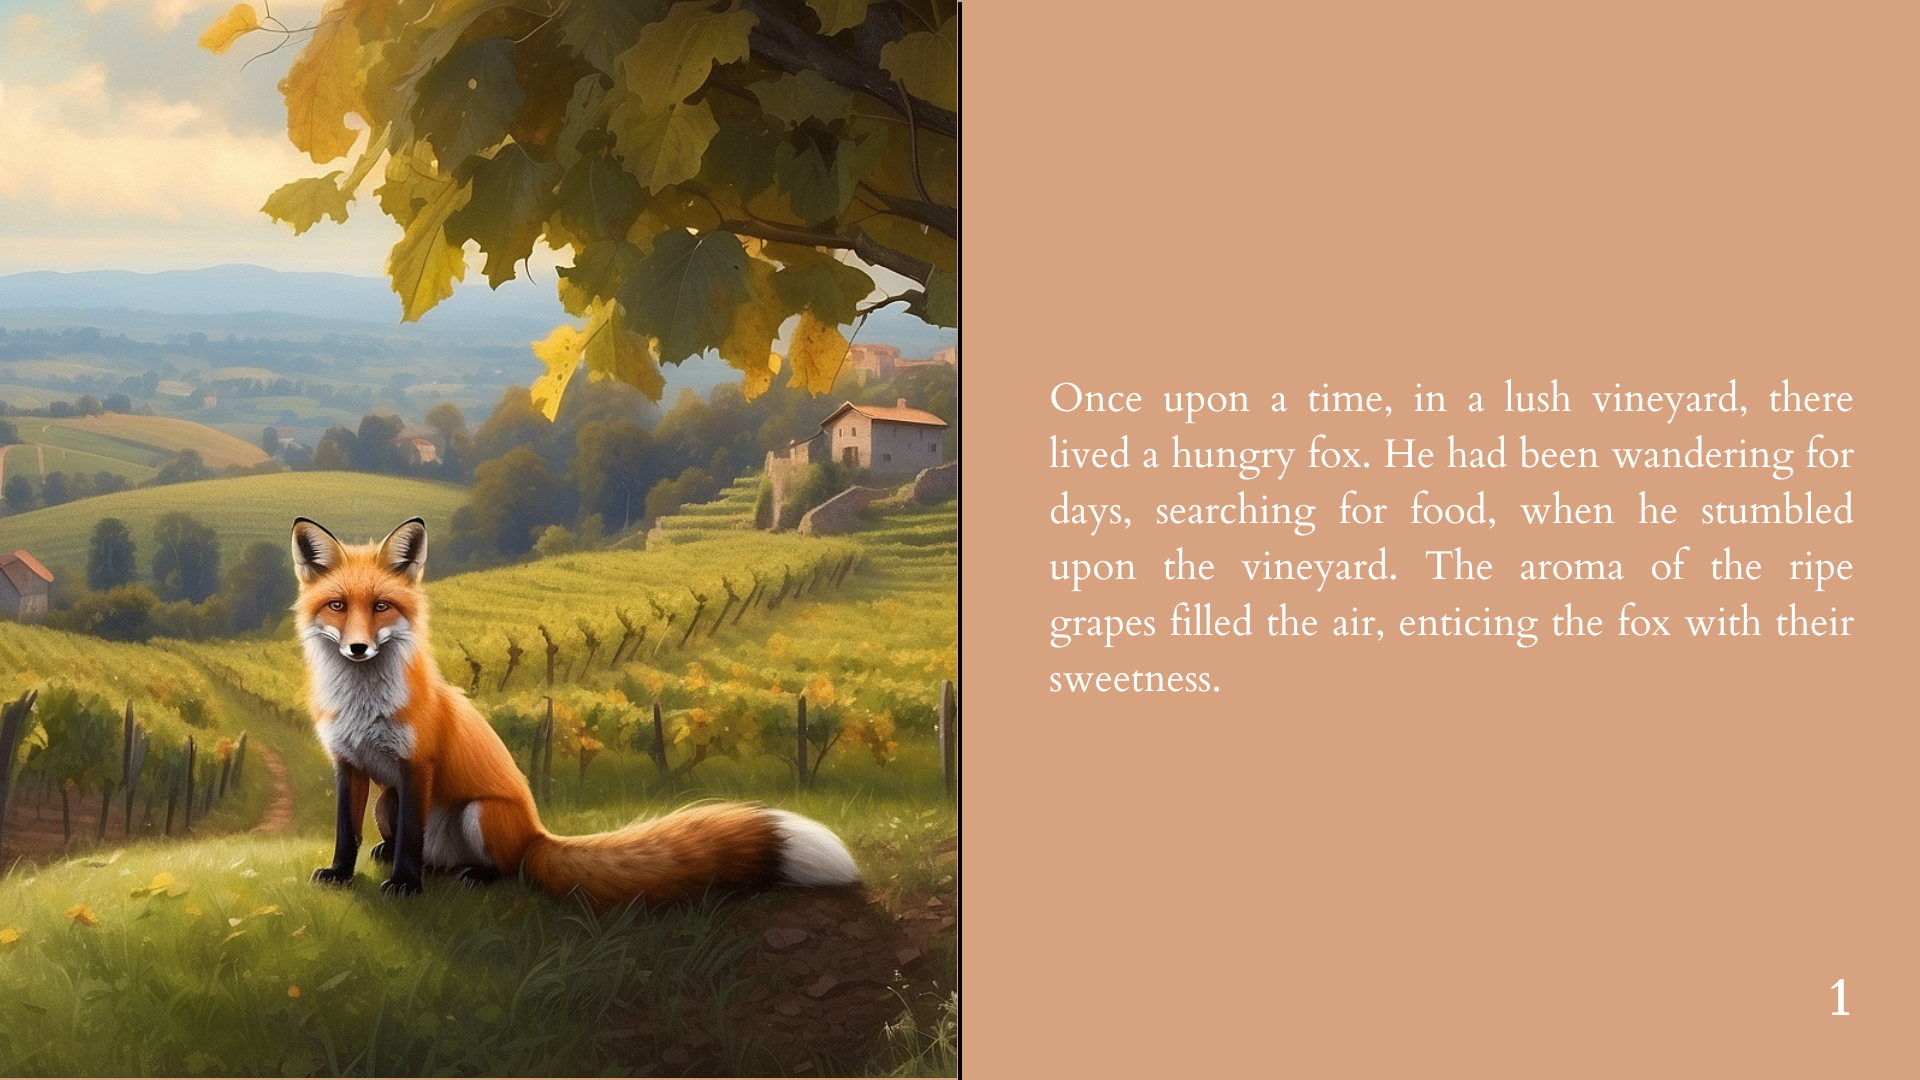 Once upon a time, in a lush vineyard, there
lived a hungry fox. He had been wandering for
days, searching for food, when he stumbled
upon the vineyard. The aroma of the ripe
grapes filled the air, enticing the fox with their
sweetness.
1